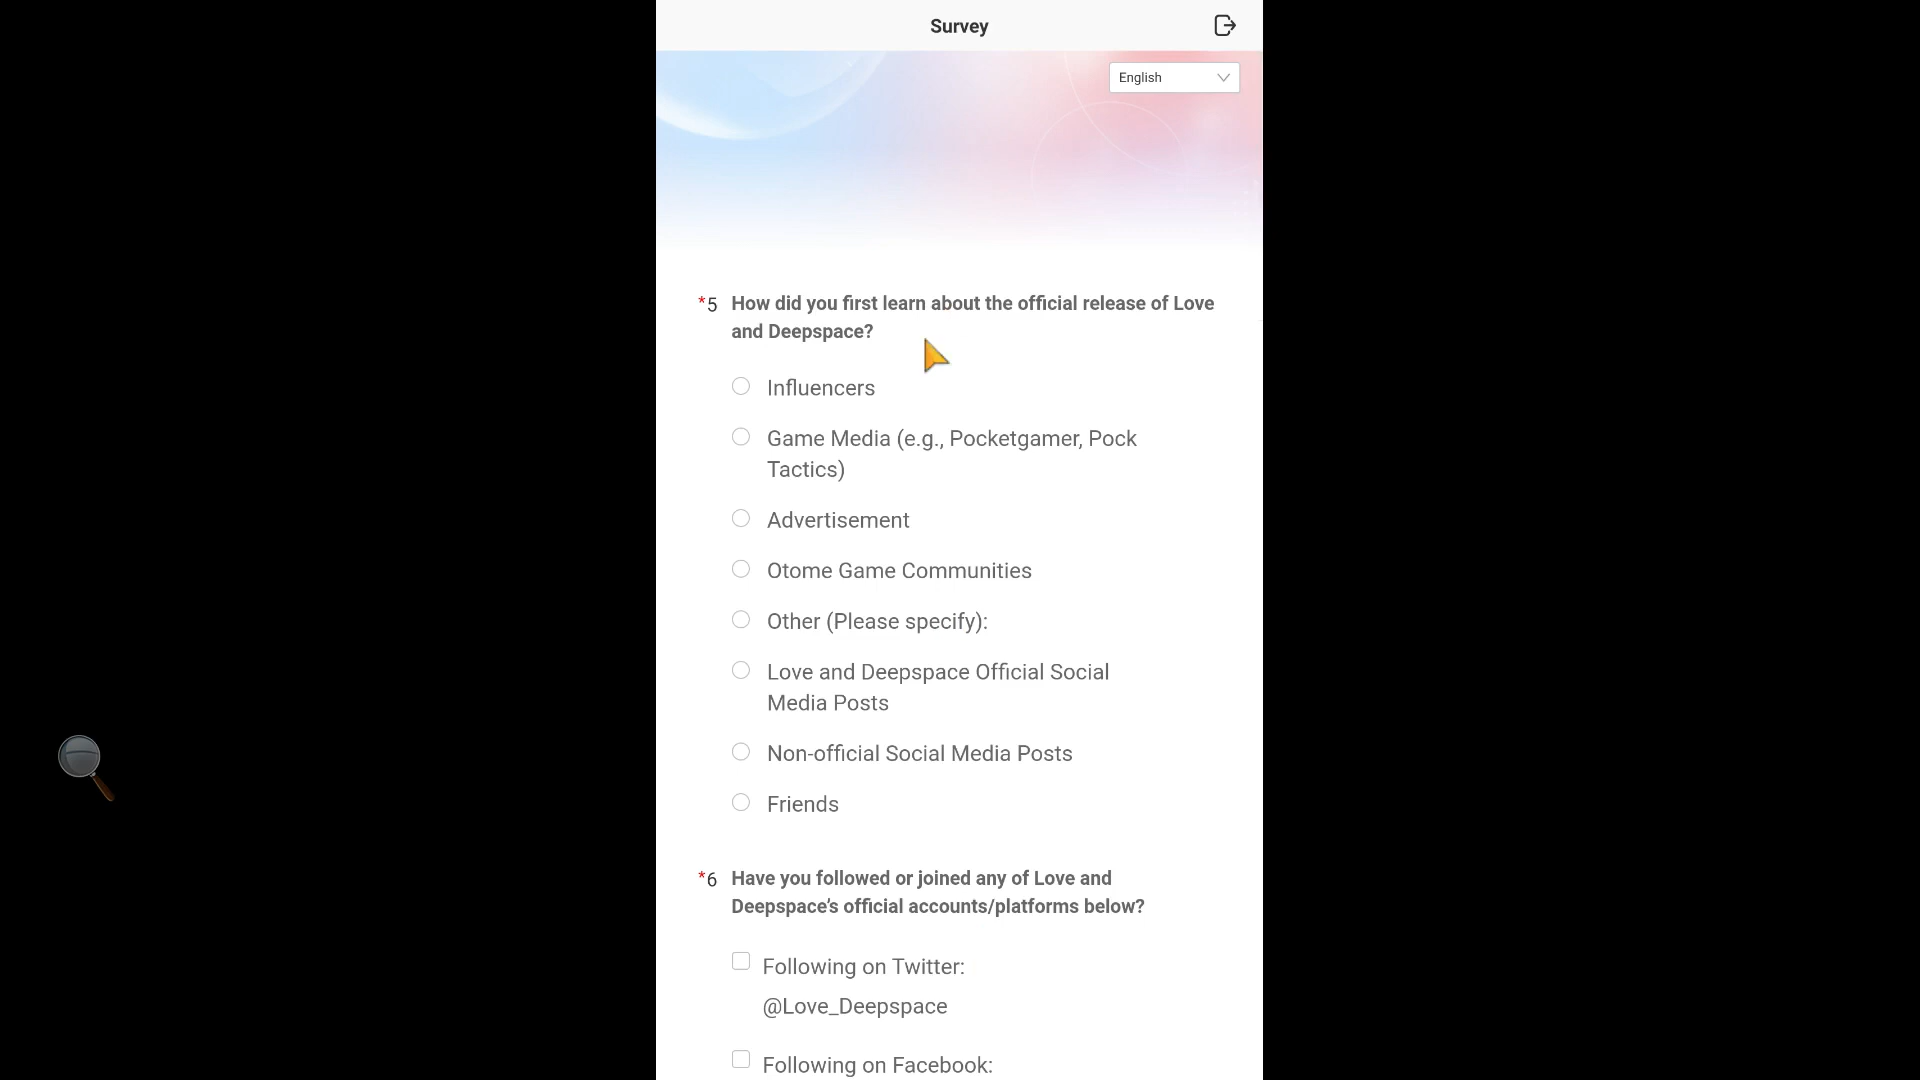 Survey
English
*5 How did you first learn about the official release of Love
and Deepspace?
Influencers
Game Media (e.g., Pocketgamer, Pock
Tactics)
Advertisement
Otome Game Communities
Other (Please specify):
Love and Deepspace Official Social
Media Posts
Non-official Social Media Posts
Friends
*6 Have you followed or joined any of Love and
Deepspace’s official accounts/platforms below?
Following on Twitter:
@Love_Deepspace
Following on Facebook: